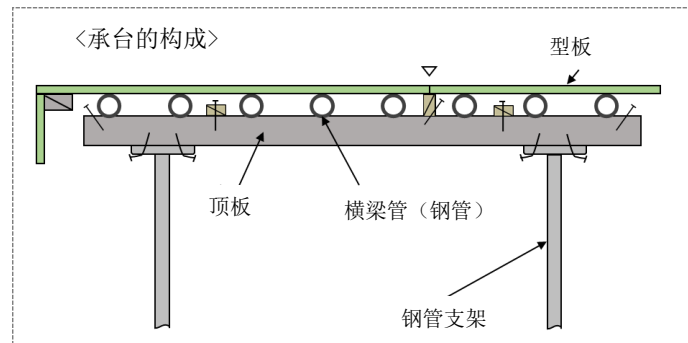 <承台的构成>
型板
顶板
横梁管（钢管）
钢管支架